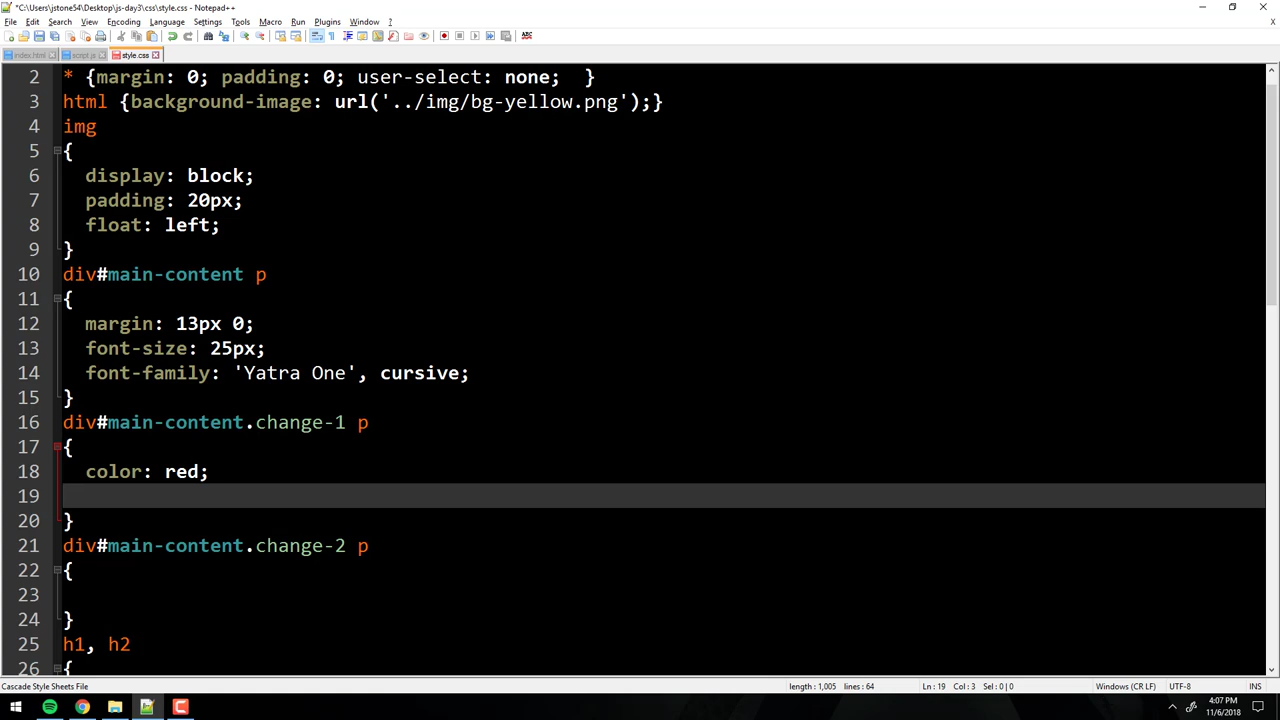 *C:\Users\jstone54\Desktop\js-day3\css\style.css - Notepad++
File Edit Search View Encoding Language Settings Tools Macro Run Plugins Window ? X
index.html script.js style.css
2 * {margin: 0; padding: 0; user-select: none;  }
3 html {background-image: url('../img/bg-yellow.png');}
4 img
5 {
6   display: block;
7   padding: 20px;
8   float: left;
9 }
10 div#main-content p
11 {
12   margin: 13px 0;
13   font-size: 25px;
14   font-family: 'Yatra One', cursive;
15 }
16 div#main-content.change-1 p
17 {
18   color: red;
19
20 }
21 div#main-content.change-2 p
22 {
23
24 }
25 h1, h2
26 {
Cascade Style Sheets File length : 1,005 lines : 64 Ln : 19 Col : 3 Sel : 0 | 0 Windows (CR LF) UTF-8 INS
4:07 PM
11/6/2018